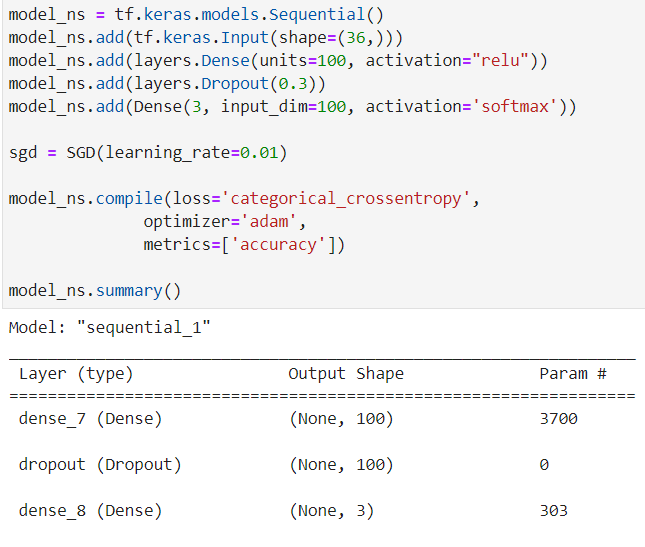 model_ns = tf.keras.models.Sequential()
model_ns.add(tf.keras.Input(shape=(36,)))
model_ns.add(layers.Dense(units=100, activation="relu"))
model_ns.add(layers.Dropout(0.3))
model_ns.add(Dense(3, input_dim=100, activation='softmax'))
sgd = SGD(learning_rate=0.01)
model_ns.compile(loss='categorical_crossentropy',
optimizer='adam',
metrics=['accuracy'])
model_ns.summary()
Model: "sequential_1"
Layer (type) Output Shape Param #
=================================================================
dense_7 (Dense) (None, 100) 3700
dropout (Dropout) (None, 100) 0
dense_8 (Dense) (None, 3) 303